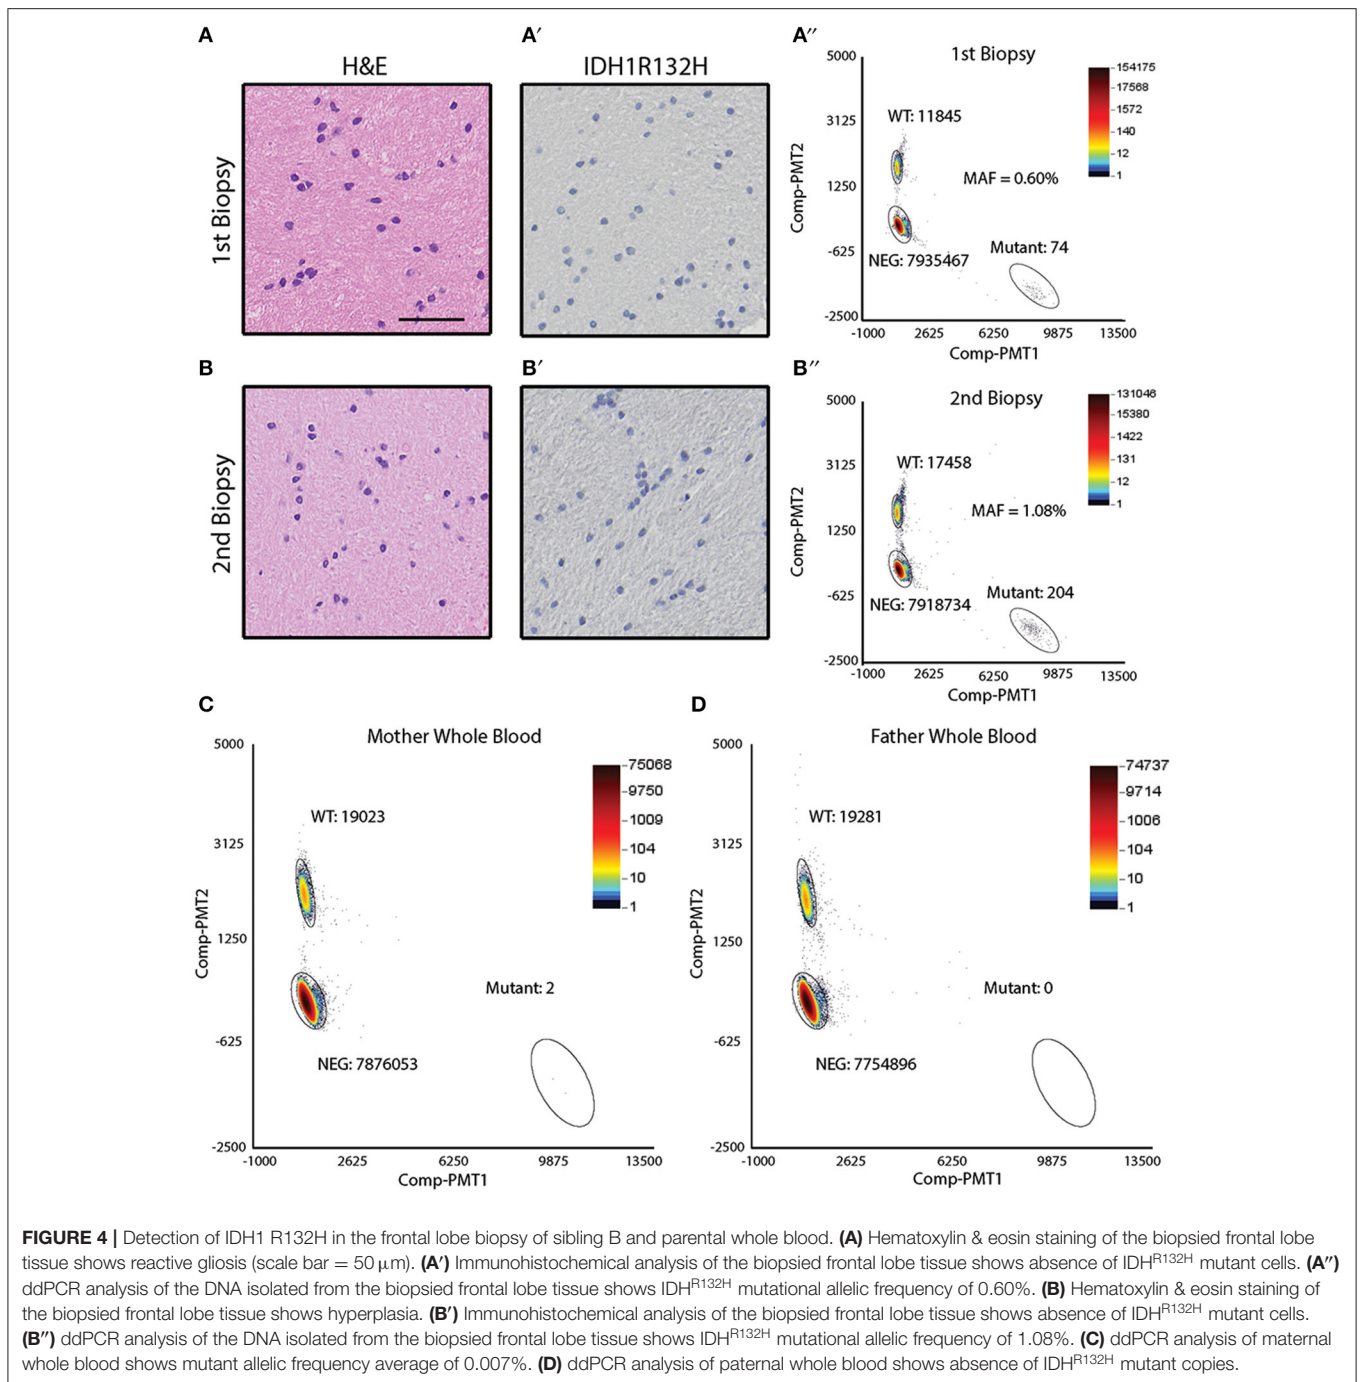 A
A′
A′′
H&E
IDH1R132H
1st Biopsy
1st Biopsy
5000
3125
1250
-625
-2500
Comp-PMT2
WT: 11845
MAF = 0.60%
Mutant: 74
NEG: 7935467
154175
17568
1572
140
12
1
-1000 2625 6250 9875 13500
Comp-PMT1
B
B′
B′′
2nd Biopsy
2nd Biopsy
5000
3125
1250
-625
-2500
Comp-PMT2
WT: 17458
MAF = 1.08%
Mutant: 204
NEG: 7918734
131046
15380
1422
131
12
1
-1000 2625 6250 9875 13500
Comp-PMT1
C
Mother Whole Blood
5000
3125
1250
-625
-2500
Comp-PMT2
WT: 19023
Mutant: 2
NEG: 7876053
75068
9750
1009
104
10
1
-1000 2625 6250 9875 13500
Comp-PMT1
D
Father Whole Blood
5000
3125
1250
-625
-2500
Comp-PMT2
WT: 19281
Mutant: 0
NEG: 7754896
74737
9714
1006
104
10
1
-1000 2625 6250 9875 13500
Comp-PMT1
FIGURE 4 | Detection of IDH1 R132H in the frontal lobe biopsy of sibling B and parental whole blood. (A) Hematoxylin & eosin staining of the biopsied frontal lobe
tissue shows reactive gliosis (scale bar = 50 μm). (A′) Immunohistochemical analysis of the biopsied frontal lobe tissue shows absence of IDHR132H mutant cells. (A′′)
ddPCR analysis of the DNA isolated from the biopsied frontal lobe tissue shows IDHR132H mutational allelic frequency of 0.60%. (B) Hematoxylin & eosin staining of
the biopsied frontal lobe tissue shows hyperplasia. (B′) Immunohistochemical analysis of the biopsied frontal lobe tissue shows absence of IDHR132H mutant cells.
(B′′) ddPCR analysis of the DNA isolated from the biopsied frontal lobe tissue shows IDHR132H mutational allelic frequency of 1.08%. (C) ddPCR analysis of maternal
whole blood shows mutant allelic frequency average of 0.007%. (D) ddPCR analysis of paternal whole blood shows absence of IDHR132H mutant copies.